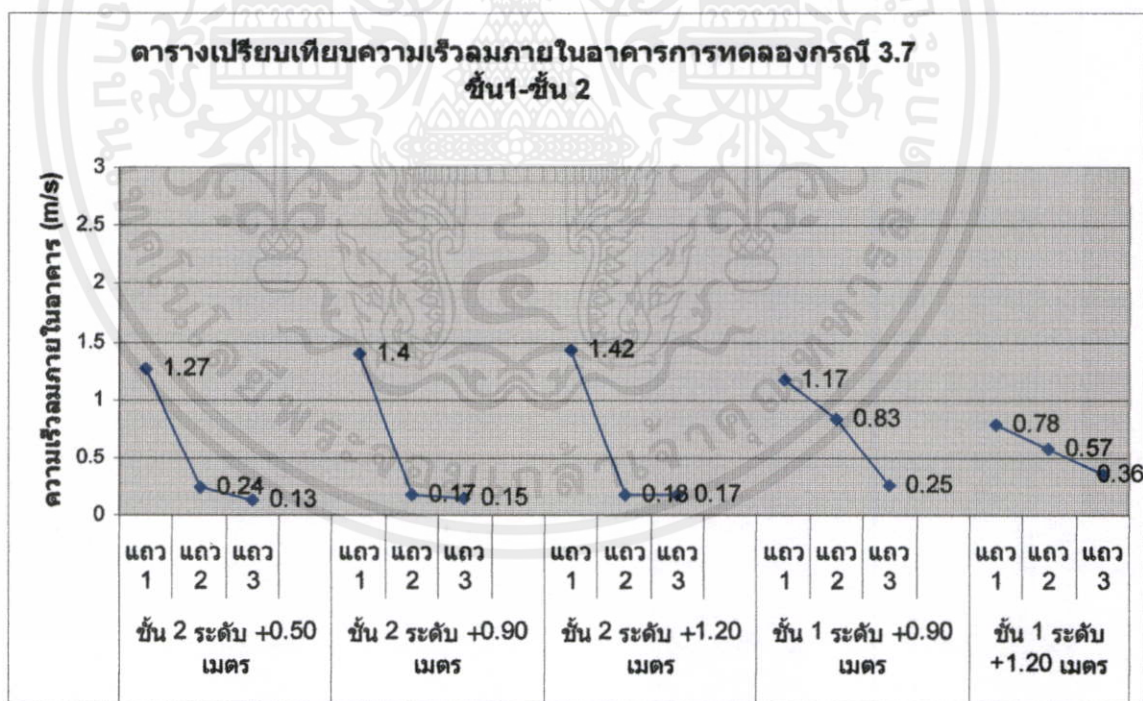 ตารางเปรียบเทียบความเร็วลมภายในอาคารการทดลองกรณี 3.7
ชั้น1-ชั้น 2
ความเร็วลมภายในอาคาร (m/s)
3
2.5
2
1.5
1
0.5
0
1.27
0.24
0.13
1.4
0.17
0.15
1.42
0.18
0.17
1.17
0.83
0.25
0.78
0.57
0.36
แถว แถว แถว แถว แถว แถว แถว แถว แถว แถว แถว แถว แถว แถว แถว
1 2 3 1 2 3 1 2 3 1 2 3 1 2 3
ชั้น 2 ระดับ +0.50
เมตร
ชั้น 2 ระดับ +0.90
เมตร
ชั้น 2 ระดับ +1.20
เมตร
ชั้น 1 ระดับ +0.90
เมตร
ชั้น 1 ระดับ
+1.20 เมตร